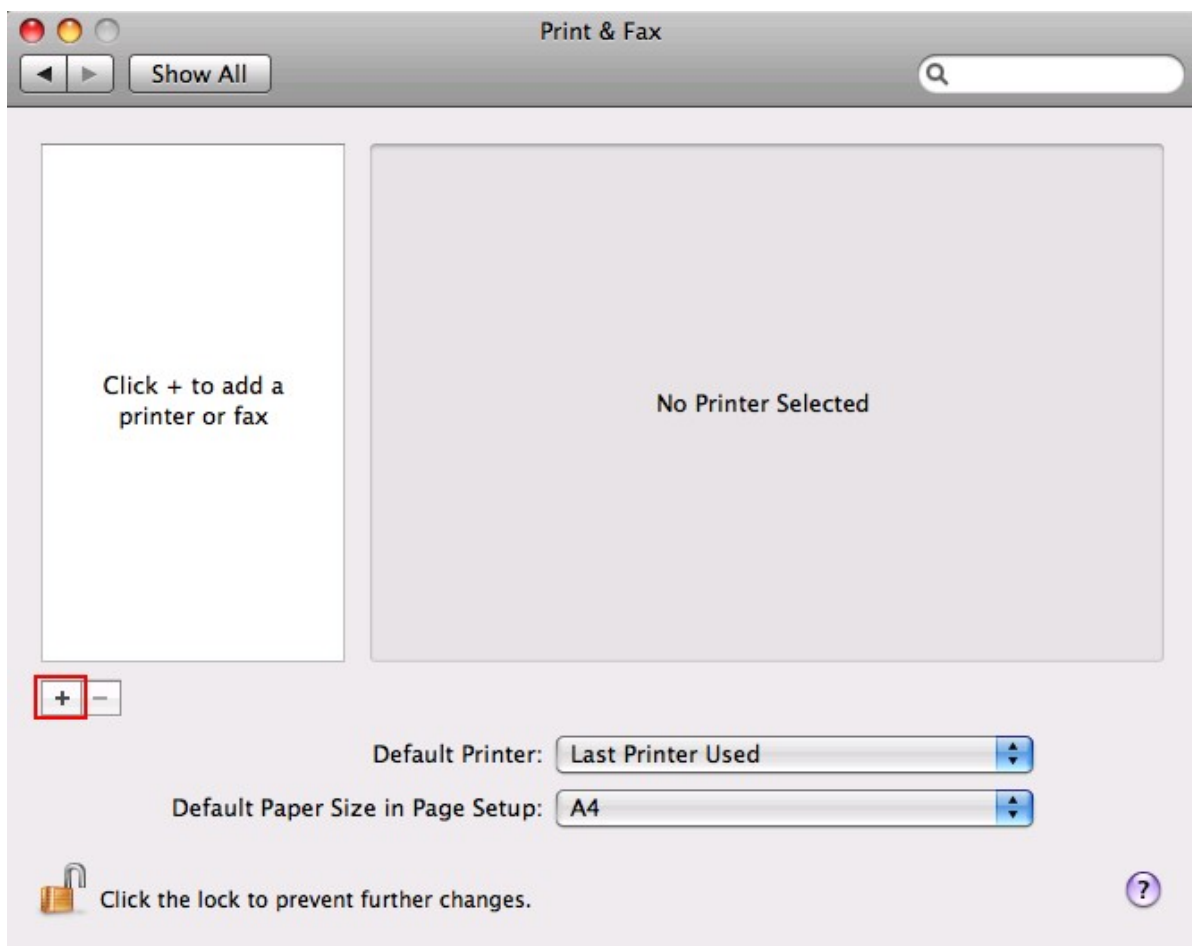 Print & Fax
Show All
Click + to add a
printer or fax
No Printer Selected
+ −
Default Printer: Last Printer Used
Default Paper Size in Page Setup: A4
Click the lock to prevent further changes.
?